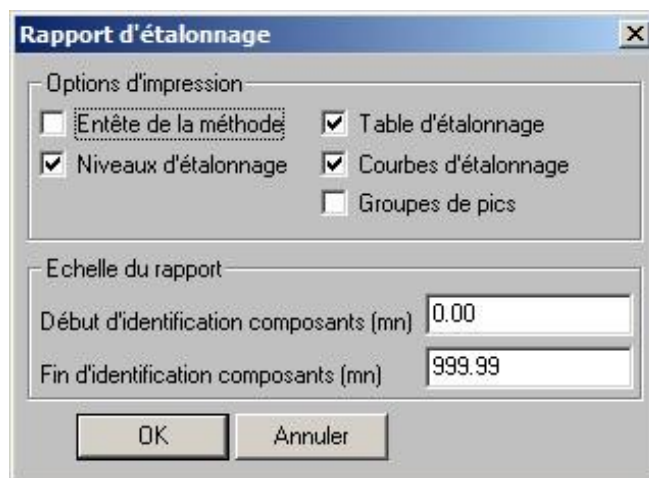 Rapport d'étalonnage
Options d'impression
Entête de la méthode
Table d'étalonnage
Niveaux d'étalonnage
Courbes d'étalonnage
Groupes de pics
Echelle du rapport
Début d'identification composants (mn) 0.00
Fin d'identification composants (mn) 999.99
OK Annuler